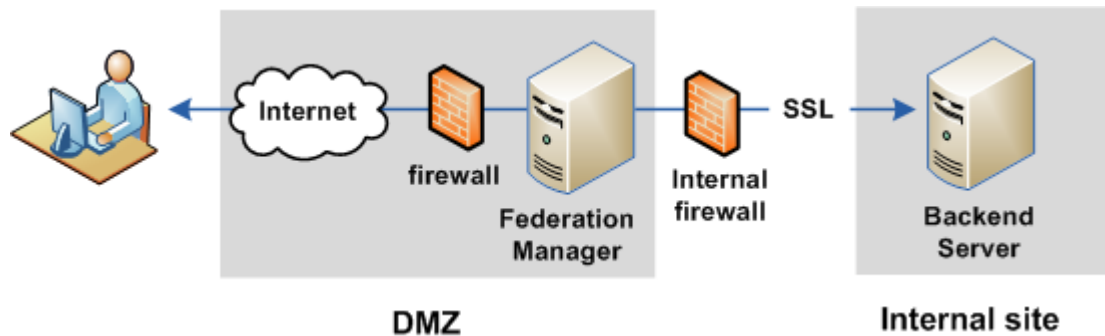 Internet
firewall
Federation
Manager
Internal
firewall
SSL
Backend
Server
DMZ
Internal site